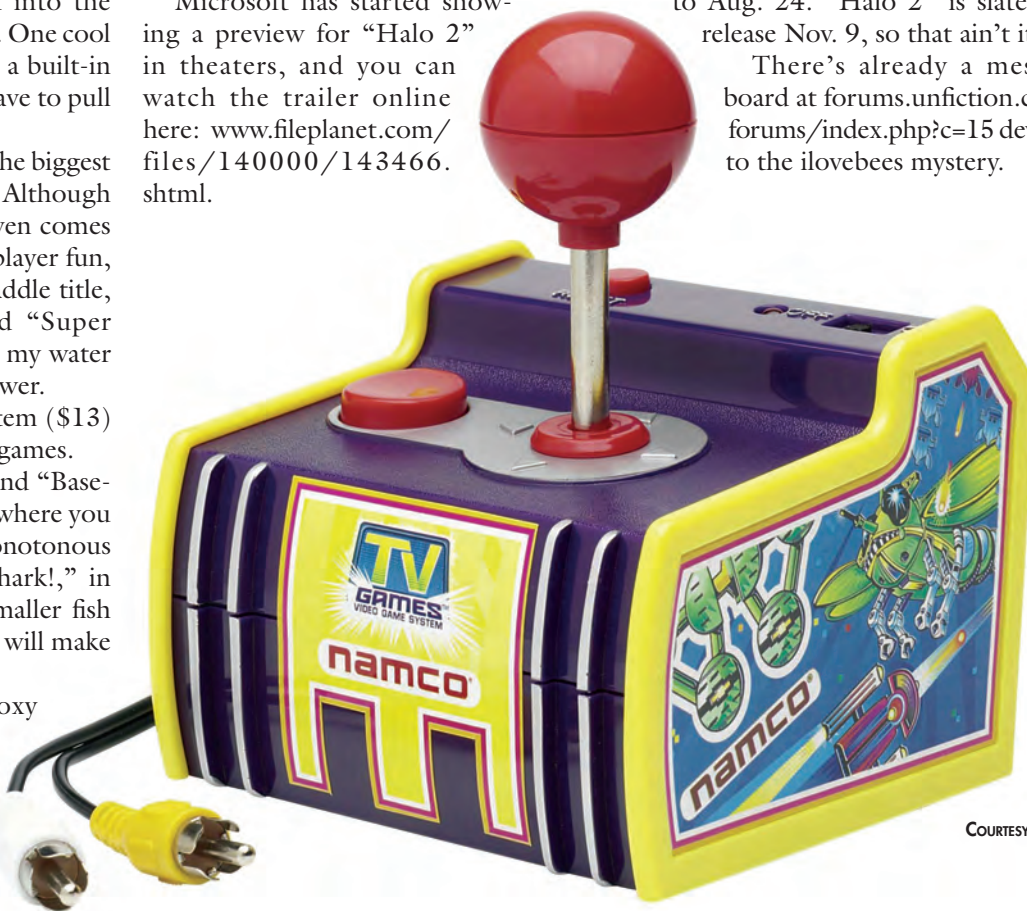 into the
One cool
a built-in
ave to pull
he biggest
Although
ven comes
player fun,
ddle title,
d “Super
my water
wer.
tem ($13)
games.
nd “Base-
where you
onotonous
hark!,” in
maller fish
will make
oxy
Microsoft has started show-
ing a preview for “Halo 2”
in theaters, and you can
watch the trailer online
here: www.fileplanet.com/
files/140000/143466.
shtml.
to Aug. 24. “Halo 2” is slate
release Nov. 9, so that ain't it
There's already a mes
board at forums.unfiction.c
forums/index.php?c=15 dev
to the ilovebees mystery.
OFF
TV
GAMES™
VIDEO GAME SYSTEM
namco®
namco®
COURTESY